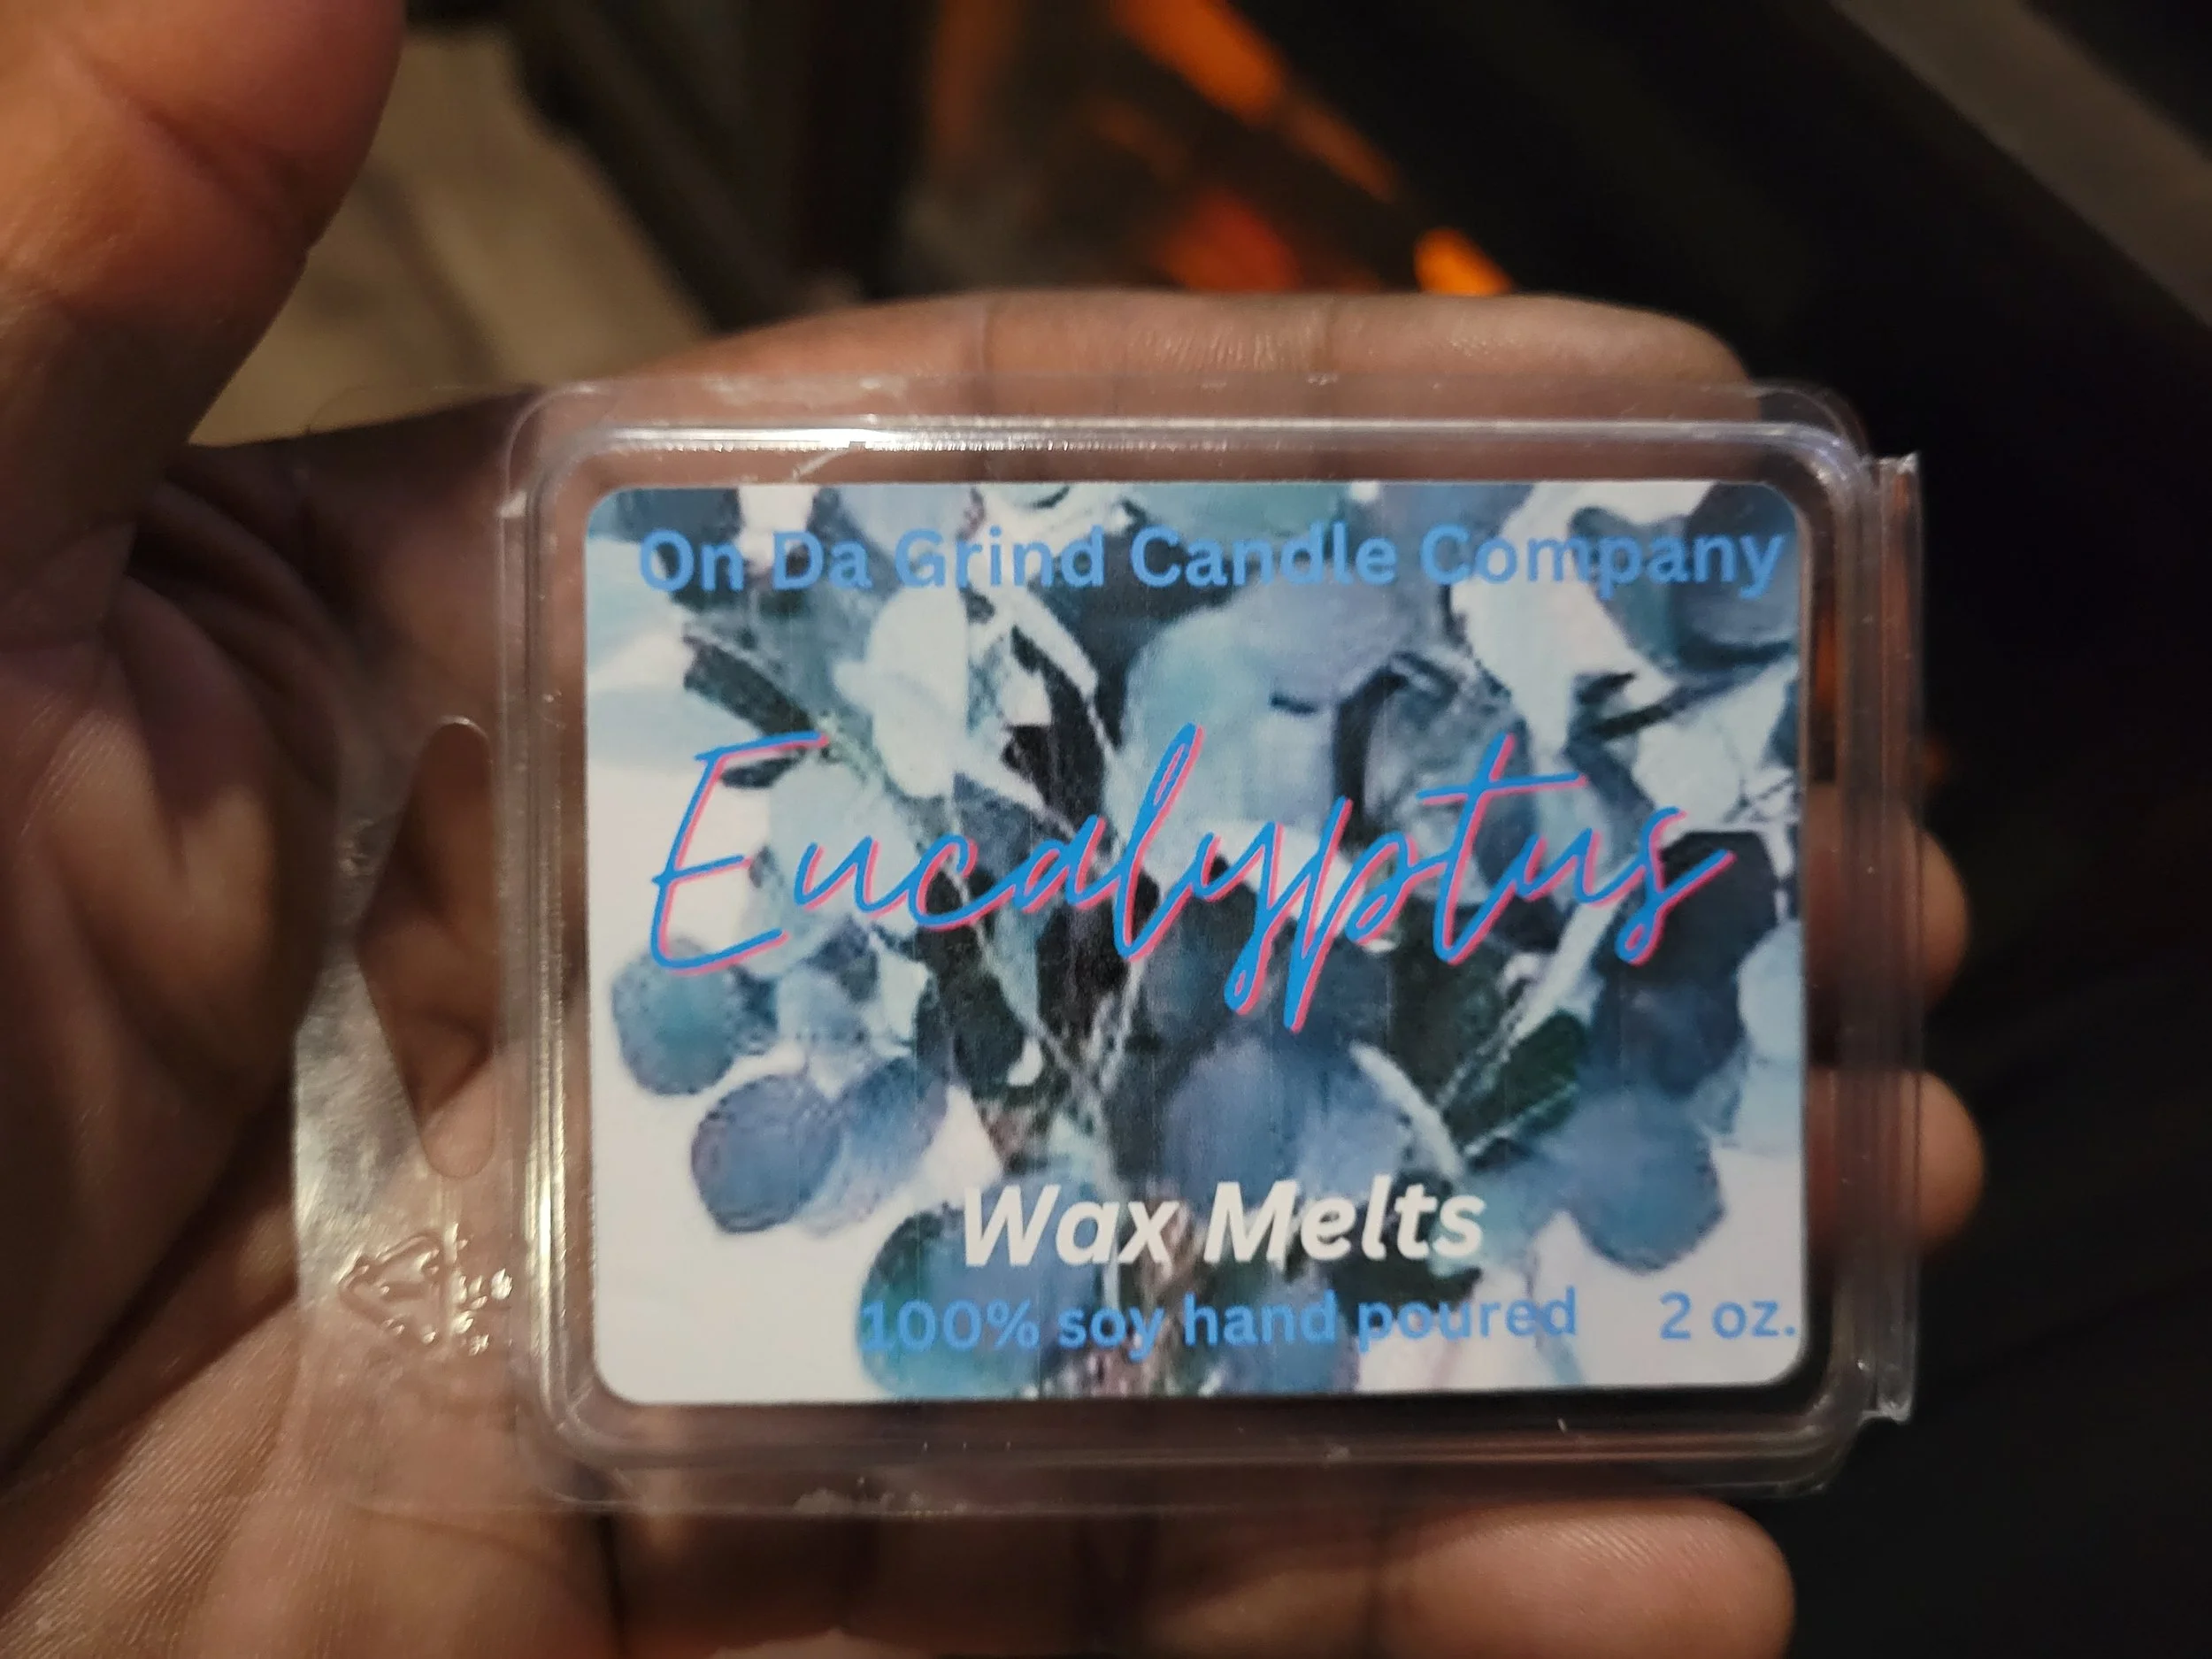 On Da Grind Candle Company
Eucalyptus
Wax Melts
100% soy hand poured 2 oz.